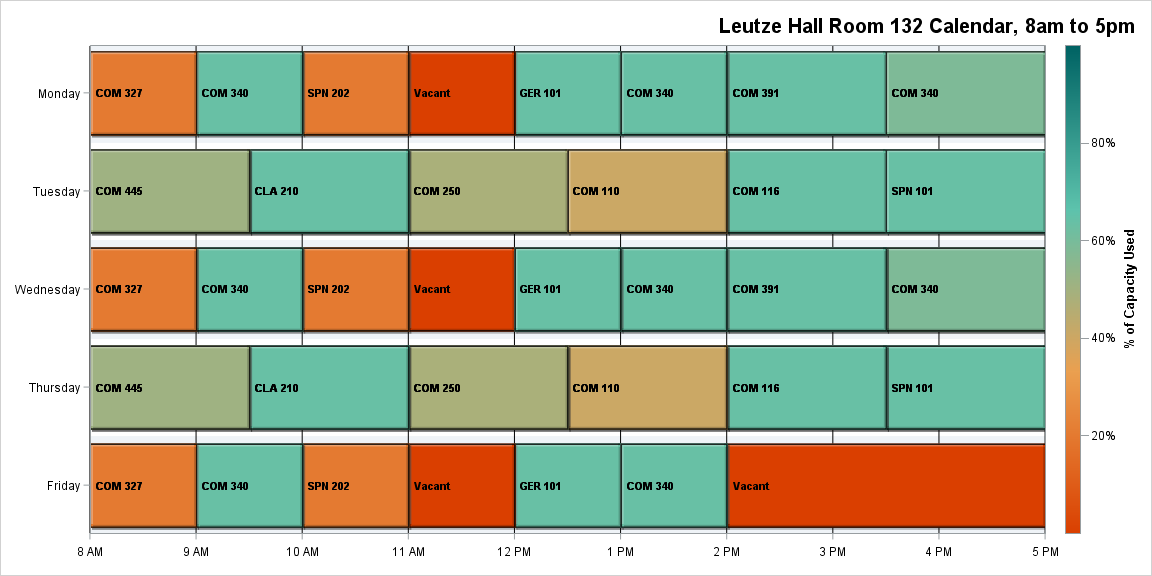 Leutze Hall Room 132 Calendar, 8am to 5pm
Monday
COM 327
COM 340
SPN 202
Vacant
GER 101
COM 340
COM 391
COM 340
Tuesday
COM 445
CLA 210
COM 250
COM 110
COM 116
SPN 101
Wednesday
COM 327
COM 340
SPN 202
Vacant
GER 101
COM 340
COM 391
COM 340
Thursday
COM 445
CLA 210
COM 250
COM 110
COM 116
SPN 101
Friday
COM 327
COM 340
SPN 202
Vacant
GER 101
COM 340
Vacant
8 AM
9 AM
10 AM
11 AM
12 PM
1 PM
2 PM
3 PM
4 PM
5 PM
80%
60%
40%
20%
% of Capacity Used